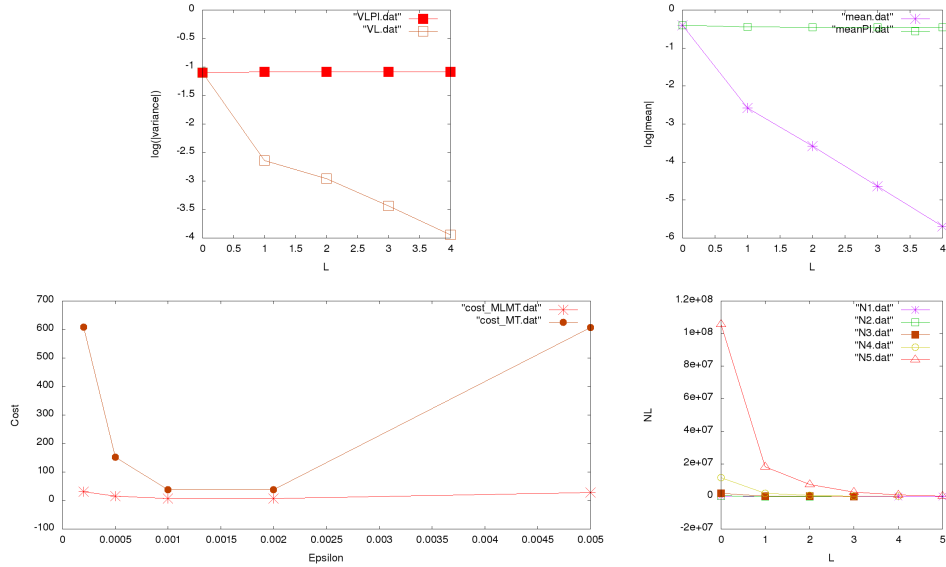 "VLPI.dat"
"VL.dat"
0
-0.5
-1
-1.5
-2
-2.5
-3
-3.5
-4
log(|variance|)
0
0.5
1
1.5
2
2.5
3
3.5
4
L
"mean.dat"
"meanPI.dat"
0
-1
-2
-3
-4
-5
-6
log|mean|
0
0.5
1
1.5
2
2.5
3
3.5
4
L
"cost_MLMT.dat"
"cost_MT.dat"
700
600
500
400
300
200
100
0
-100
Cost
0
0.0005
0.001
0.0015
0.002
0.0025
0.003
0.0035
0.004
0.0045
0.005
Epsilon
"N1.dat"
"N2.dat"
"N3.dat"
"N4.dat"
"N5.dat"
1.2e+08
1e+08
8e+07
6e+07
4e+07
2e+07
0
-2e+07
NL
0
1
2
3
4
5
L